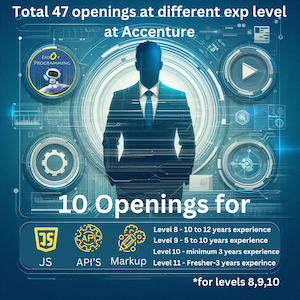 Total 47 openings at different exp level
at Accenture
PROGRAMMING
10 Openings for
Level 8 - 10 to 12 years experience
Level 9 - 5 to 10 years experience
Level 10 - minimum 3 years experience
Level 11 - Fresher-3 years experince
JS
API'S
Markup
*for levels 8,9,10